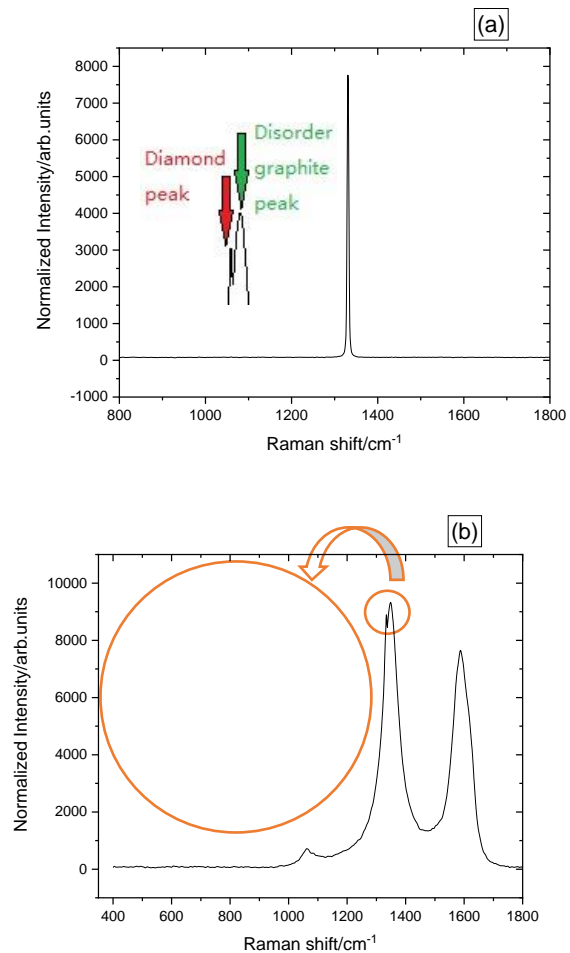 (a)
8000
7000
6000
5000
4000
3000
2000
1000
0
-1000
Normalized Intensity/arb.units
Diamond
peak
Disorder
graphite
peak
800
1000
1200
1400
1600
1800
Raman shift/cm-1
(b)
10000
8000
6000
4000
2000
0
Normalized Intensity/arb.units
400
600
800
1000
1200
1400
1600
1800
Raman shift/cm-1